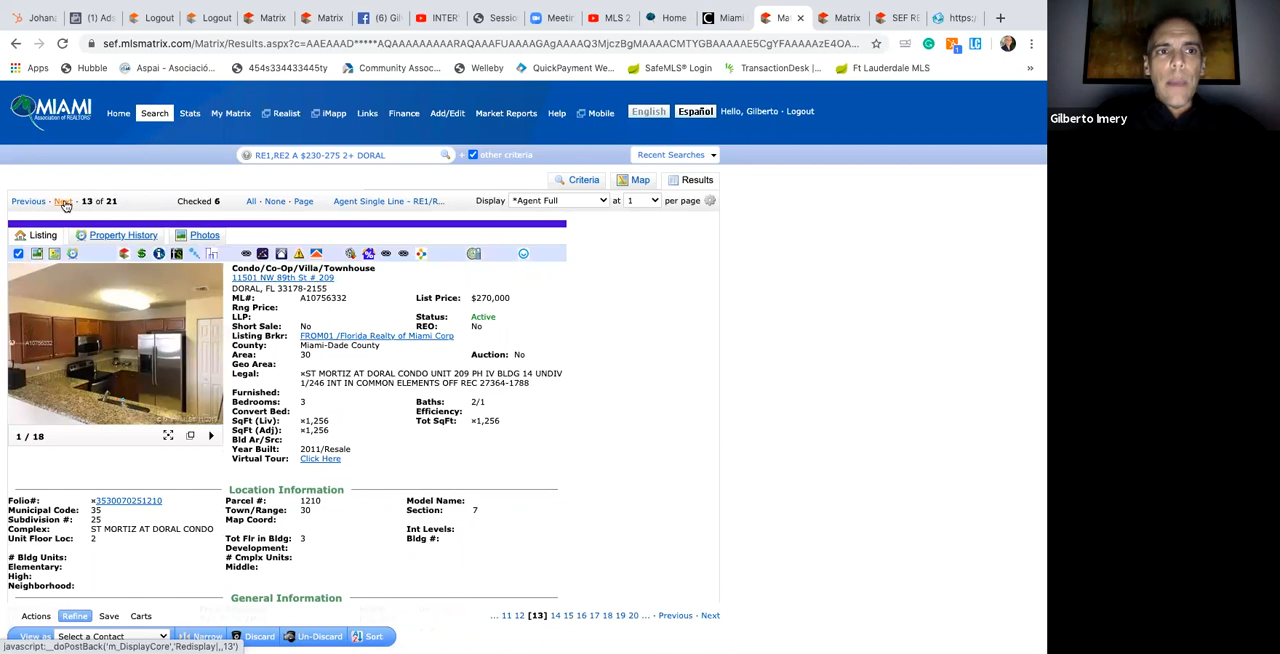 Johana
(1) Ads
Logout
Logout
Matrix
Matrix
(6) Gil
INTER
Sessio
Meetin
MLS 2
Home
Miami
Mat
Matrix
SEF RE
https:/
sef.mlsmatrix.com/Matrix/Results.aspx?c=AAEAAAD*****AQAAAAAAAAARAQAAAFUAAAAGAgAAAAQ3MjczBgMAAAACMTYGBAAAAAE5CgYFAAAAAzE4OA...
Apps
Hubble
Aspai - Asociació...
454s334433445ty
Community Assoc...
Welleby
QuickPayment We...
SafeMLS® Login
TransactionDesk |...
Ft Lauderdale MLS
»
MIAMI
Association of REALTORS®
Home
Search
Stats
My Matrix
Realist
iMapp
Links
Finance
Add/Edit
Market Reports
Help
Mobile
English
Español
Hello, Gilberto · Logout
RE1,RE2 A $230-275 2+ DORAL
+ other criteria
Recent Searches
Criteria
Map
Results
Previous · Next · 13 of 21
Checked 6
All · None · Page
Agent Single Line - RE1/R...
Display *Agent Full at 1 per page
Listing
Property History
Photos
Condo/Co-Op/Villa/Townhouse
11501 NW 89th St # 209
DORAL, FL 33178-2155
ML#: A10756332 List Price: $270,000
Rng Price:
LLP: Status: Active
Short Sale: No REO: No
Listing Brkr: FROM01 /Florida Realty of Miami Corp
County: Miami-Dade County
Area: 30 Auction: No
Geo Area:
Legal: ×ST MORTIZ AT DORAL CONDO UNIT 209 PH IV BLDG 14 UNDIV
1/246 INT IN COMMON ELEMENTS OFF REC 27364-1788
Furnished:
Bedrooms: 3 Baths: 2/1
Convert Bed: Efficiency:
SqFt (Liv): ×1,256 Tot SqFt: ×1,256
SqFt (Adj): ×1,256
Bld Ar/Src:
Year Built: 2011/Resale
Virtual Tour: Click Here
A10756332
1 / 18
Location Information
Folio#: ×3530070251210 Parcel #: 1210 Model Name:
Municipal Code: 35 Town/Range: 30 Section: 7
Subdivision #: 25 Map Coord:
Complex: ST MORTIZ AT DORAL CONDO Int Levels:
Unit Floor Loc: 2 Tot Flr in Bldg: 3 Bldg #:
Development:
# Bldg Units: # Cmplx Units:
Elementary: Middle:
High:
Neighborhood:
General Information
Actions
Refine
Save
Carts
... 11 12 [13] 14 15 16 17 18 19 20 ... · Previous · Next
View as Select a Contact
Narrow
Discard
Un-Discard
Sort
javascript:__doPostBack('m_DisplayCore','Redisplay|,,13')
Gilberto Imery